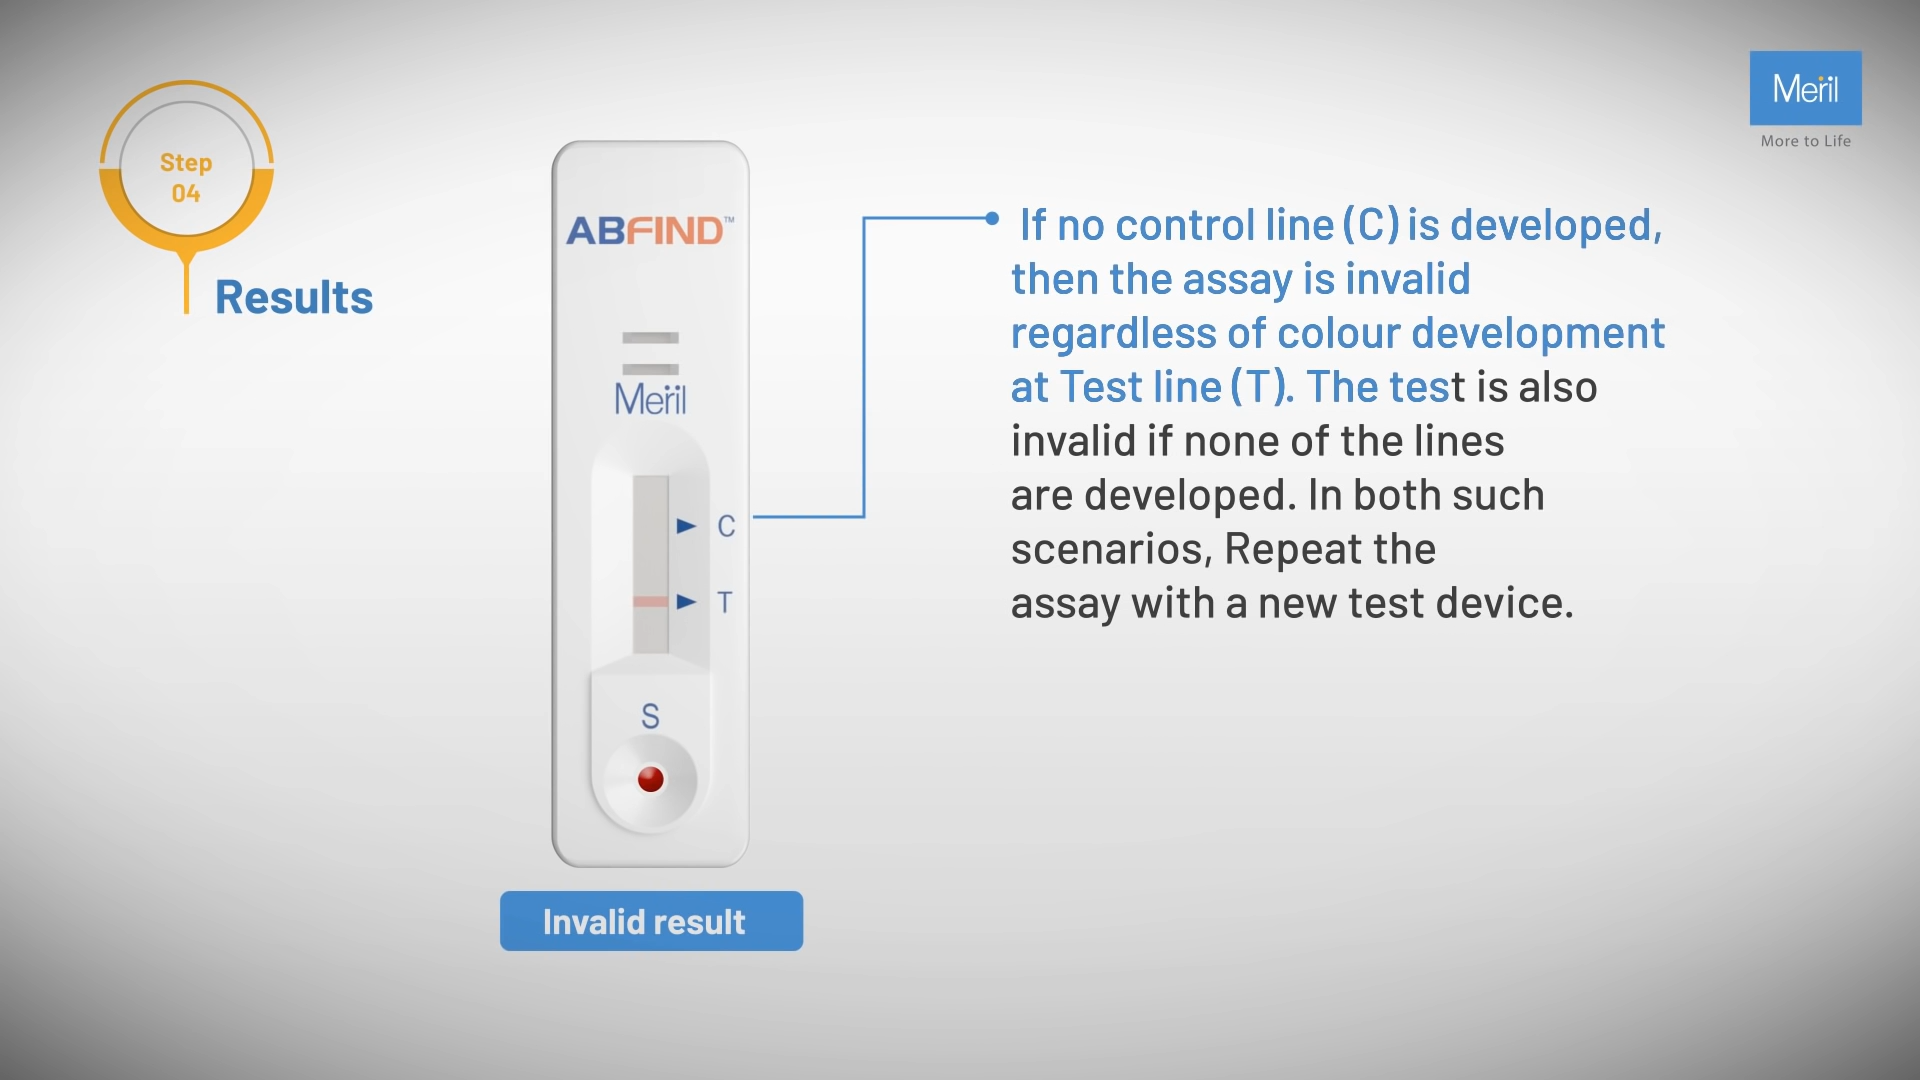 Step
04
Results
Meril
More to Life
ABFIND™
Meril
C
T
S
Invalid result
If no control line (C) is developed,
then the assay is invalid
regardless of colour development
at Test line (T). The test is also
invalid if none of the lines
are developed. In both such
scenarios, Repeat the
assay with a new test device.